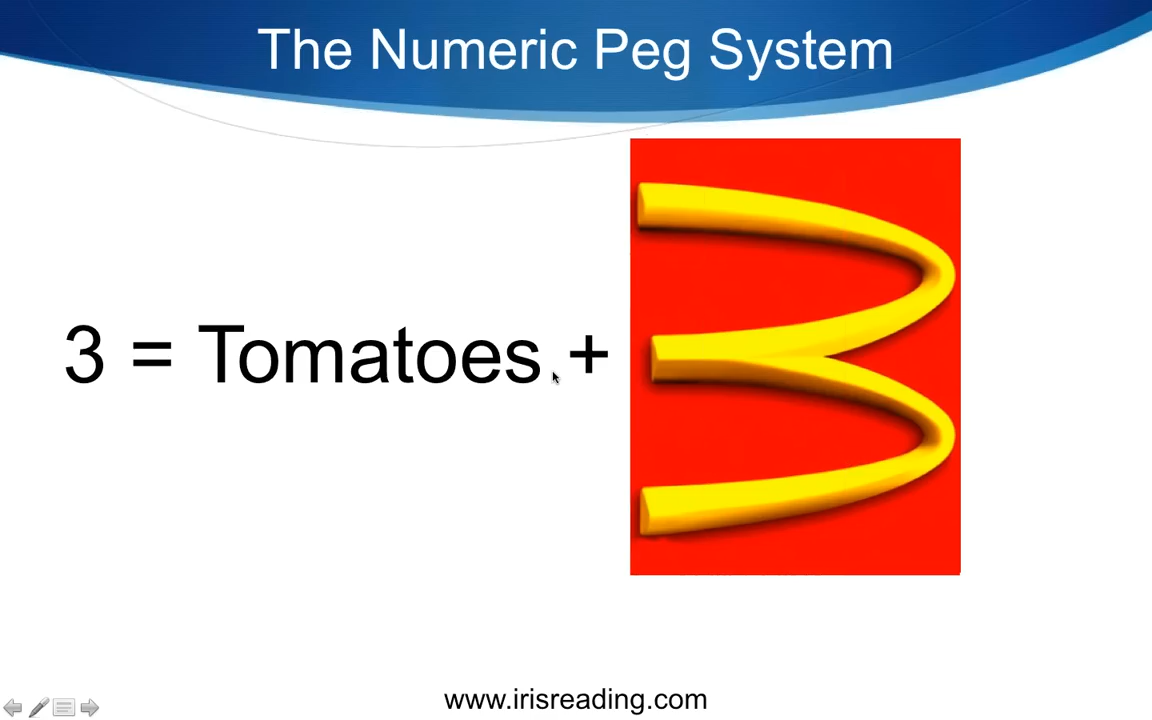 The Numeric Peg System
3 = Tomatoes +
www.irisreading.com